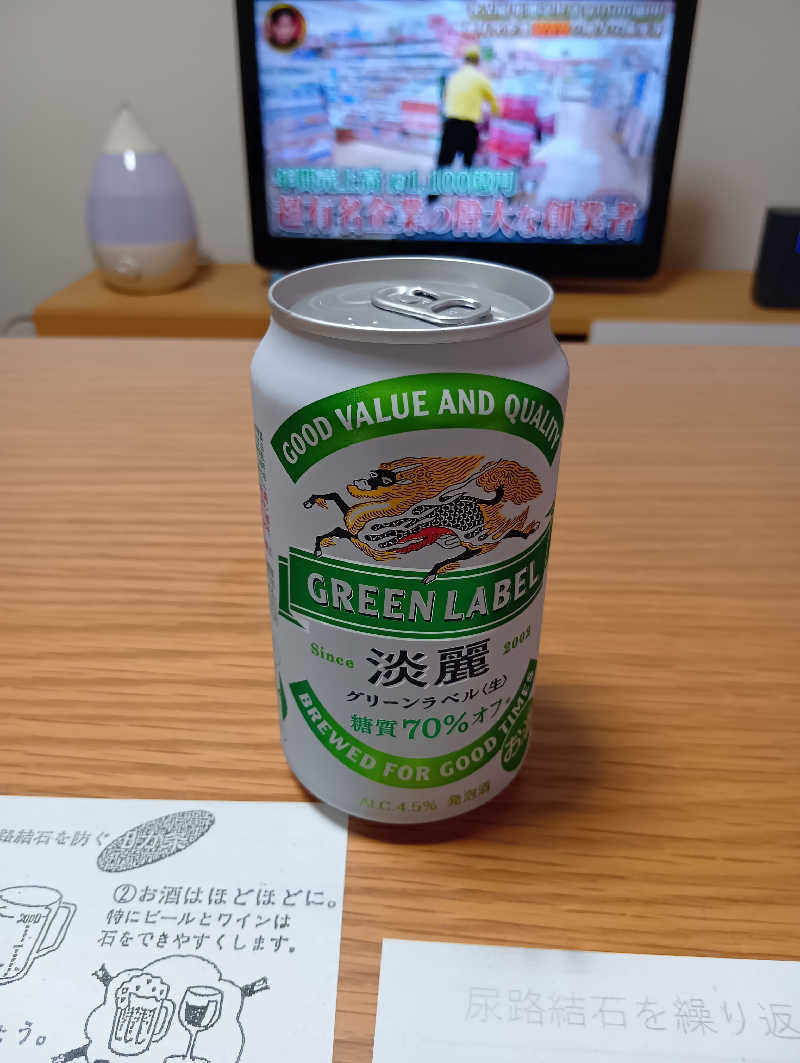 超有名企業の偉大な創業者
GOOD VALUE AND QUALITY
GREEN LABEL
Since 淡麗 2002
グリーンラベル〈生〉
糖質70%オフ
BREWED FOR GOOD TIMES
ALC.4.5% 発泡酒
路結石を防ぐ
②お酒はほどほどに。
特にビールとワインは
石をできやすくします。
2000
ょう。
尿路結石を繰り返